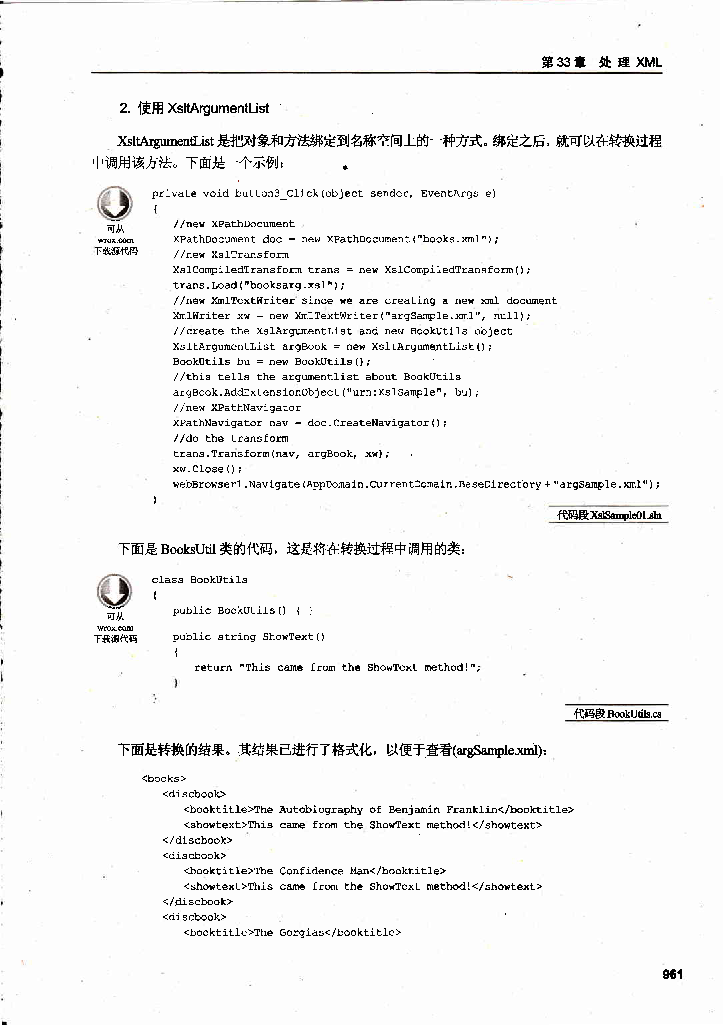 第33章 处 理 XML
2. 使用 XsltArgumentList
XsltArgumentList 是把对象和方法绑定到名称空间上的一种方式。绑定之后，就可以在转换过程
中调用该方法。下面是一个示例：
可从
wrox.com
下载源代码
private void button3_Click(object sender, EventArgs e)
{
//new XPathDocument
XPathDocument doc = new XPathDocument("books.xml");
//new XslTransform
XslCompiledTransform trans = new XslCompiledTransform();
trans.Load("booksarg.xsl");
//new XmlTextWriter since we are creating a new xml document
XmlWriter xw = new XmlTextWriter("argSample.xml", null);
//create the XslArgumentList and new BookUtils object
XsltArgumentList argBook = new XsltArgumentList();
BookUtils bu = new BookUtils();
//this tells the argumentlist about BookUtils
argBook.AddExtensionObject("urn:XslSample", bu);
//new XPathNavigator
XPathNavigator nav = doc.CreateNavigator();
//do the transform
trans.Transform(nav, argBook, xw);
xw.Close();
webBrowser1.Navigate(AppDomain.CurrentDomain.BaseDirectory + "argSample.xml");
}
代码段 XslSample01.sln
下面是 BooksUtil 类的代码，这是将在转换过程中调用的类：
可从
wrox.com
下载源代码
class BookUtils
{
public BookUtils() { }
public string ShowText()
{
return "This came from the ShowText method!";
}
}
代码段 BookUtils.cs
下面是转换的结果。其结果已进行了格式化，以便于查看(argSample.xml)：
<books>
<discbook>
<booktitle>The Autobiography of Benjamin Franklin</booktitle>
<showtext>This came from the ShowText method!</showtext>
</discbook>
<discbook>
<booktitle>The Confidence Man</booktitle>
<showtext>This came from the ShowText method!</showtext>
</discbook>
<discbook>
<booktitle>The Gorgias</booktitle>
961